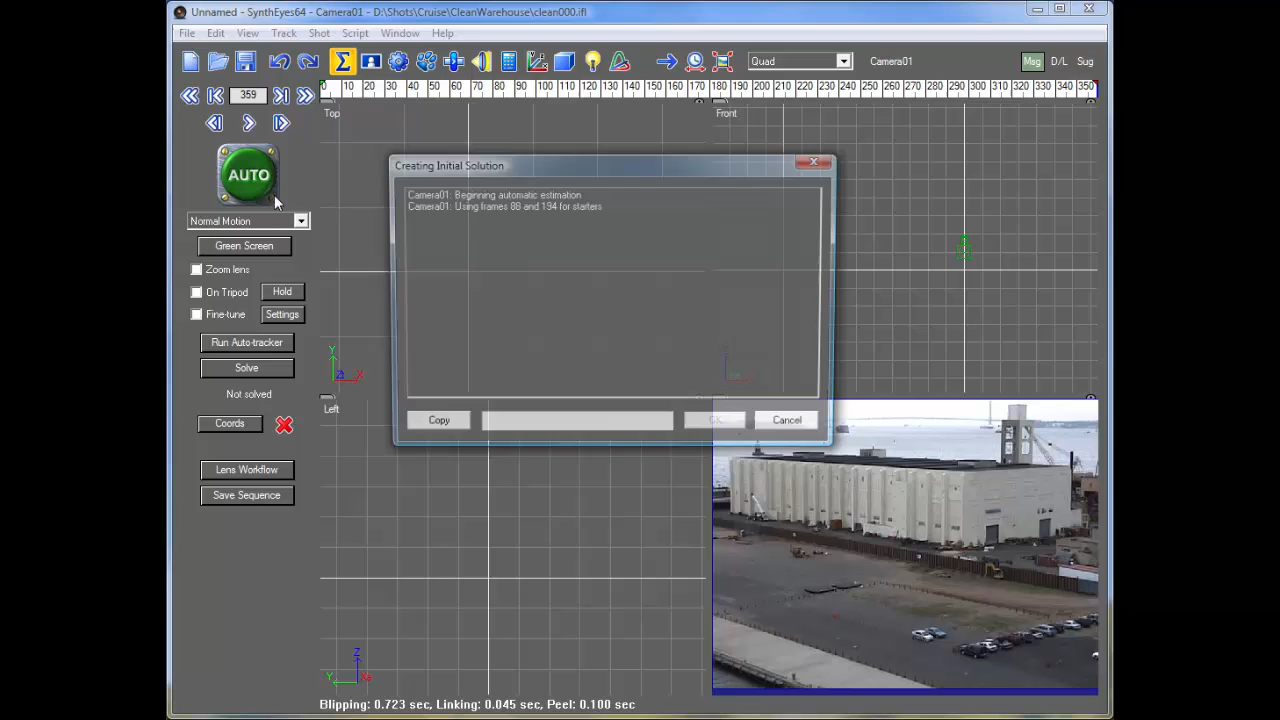 Unnamed - SynthEyes64 - Camera01 - D:\Shots\Cruise\CleanWarehouse\clean000.ifl
File Edit View Track Shot Script Window Help
Quad Camera01 Msg D/L Sug
359 0 10 20 30 40 50 60 70 80 90 100 110 120 130 140 150 160 170 180 190 200 210 220 230 240 250 260 270 280 290 300 310 320 330 340 350
Top Front
AUTO
Normal Motion
Green Screen
Zoom lens
On Tripod Hold
Fine-tune Settings
Run Auto-tracker
Solve
Not solved
Coords
Lens Workflow
Save Sequence
Creating Initial Solution
Camera01: Beginning automatic estimation
Camera01: Using frames 88 and 194 for starters
Copy OK Cancel
Y
X
Left
Z
Y
Blipping: 0.723 sec, Linking: 0.045 sec, Peel: 0.100 sec